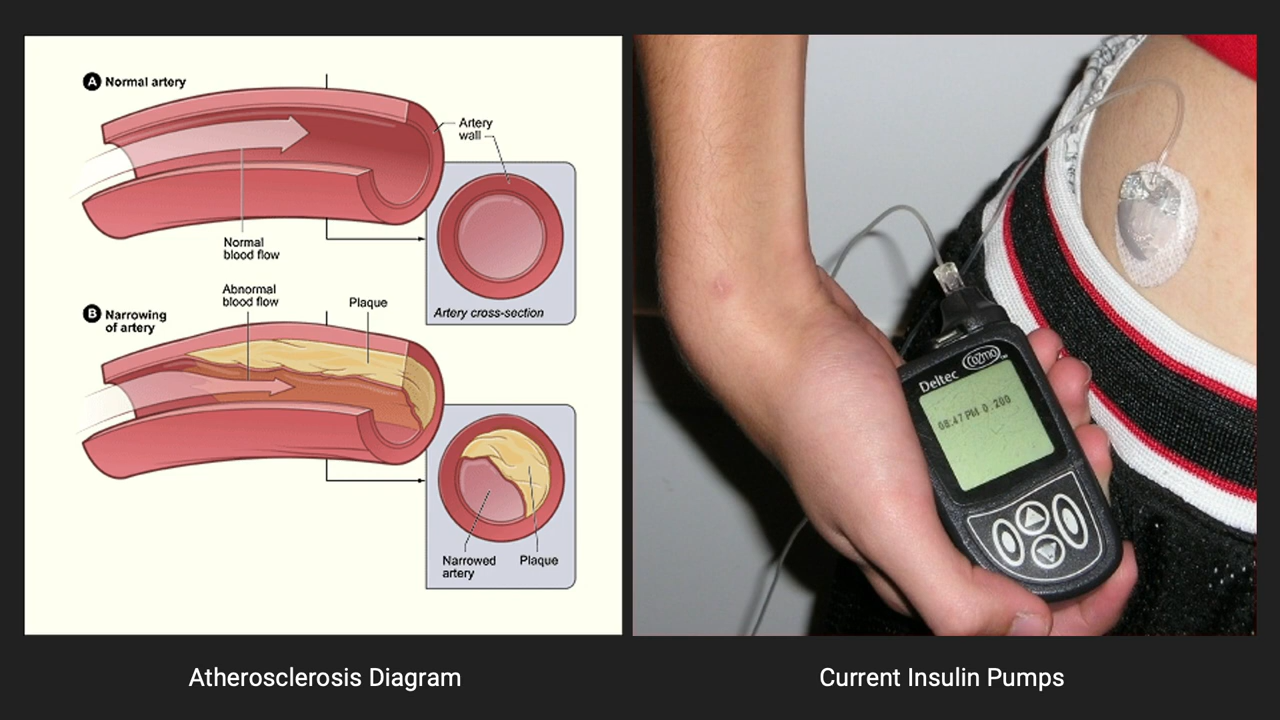 A Normal artery
Artery
wall
Normal
blood flow
Artery cross-section
Abnormal
blood flow
Plaque
B Narrowing
of artery
Narrowed
artery
Plaque
Deltec Cozmo
08:47 PM 0.200
Atherosclerosis Diagram
Current Insulin Pumps